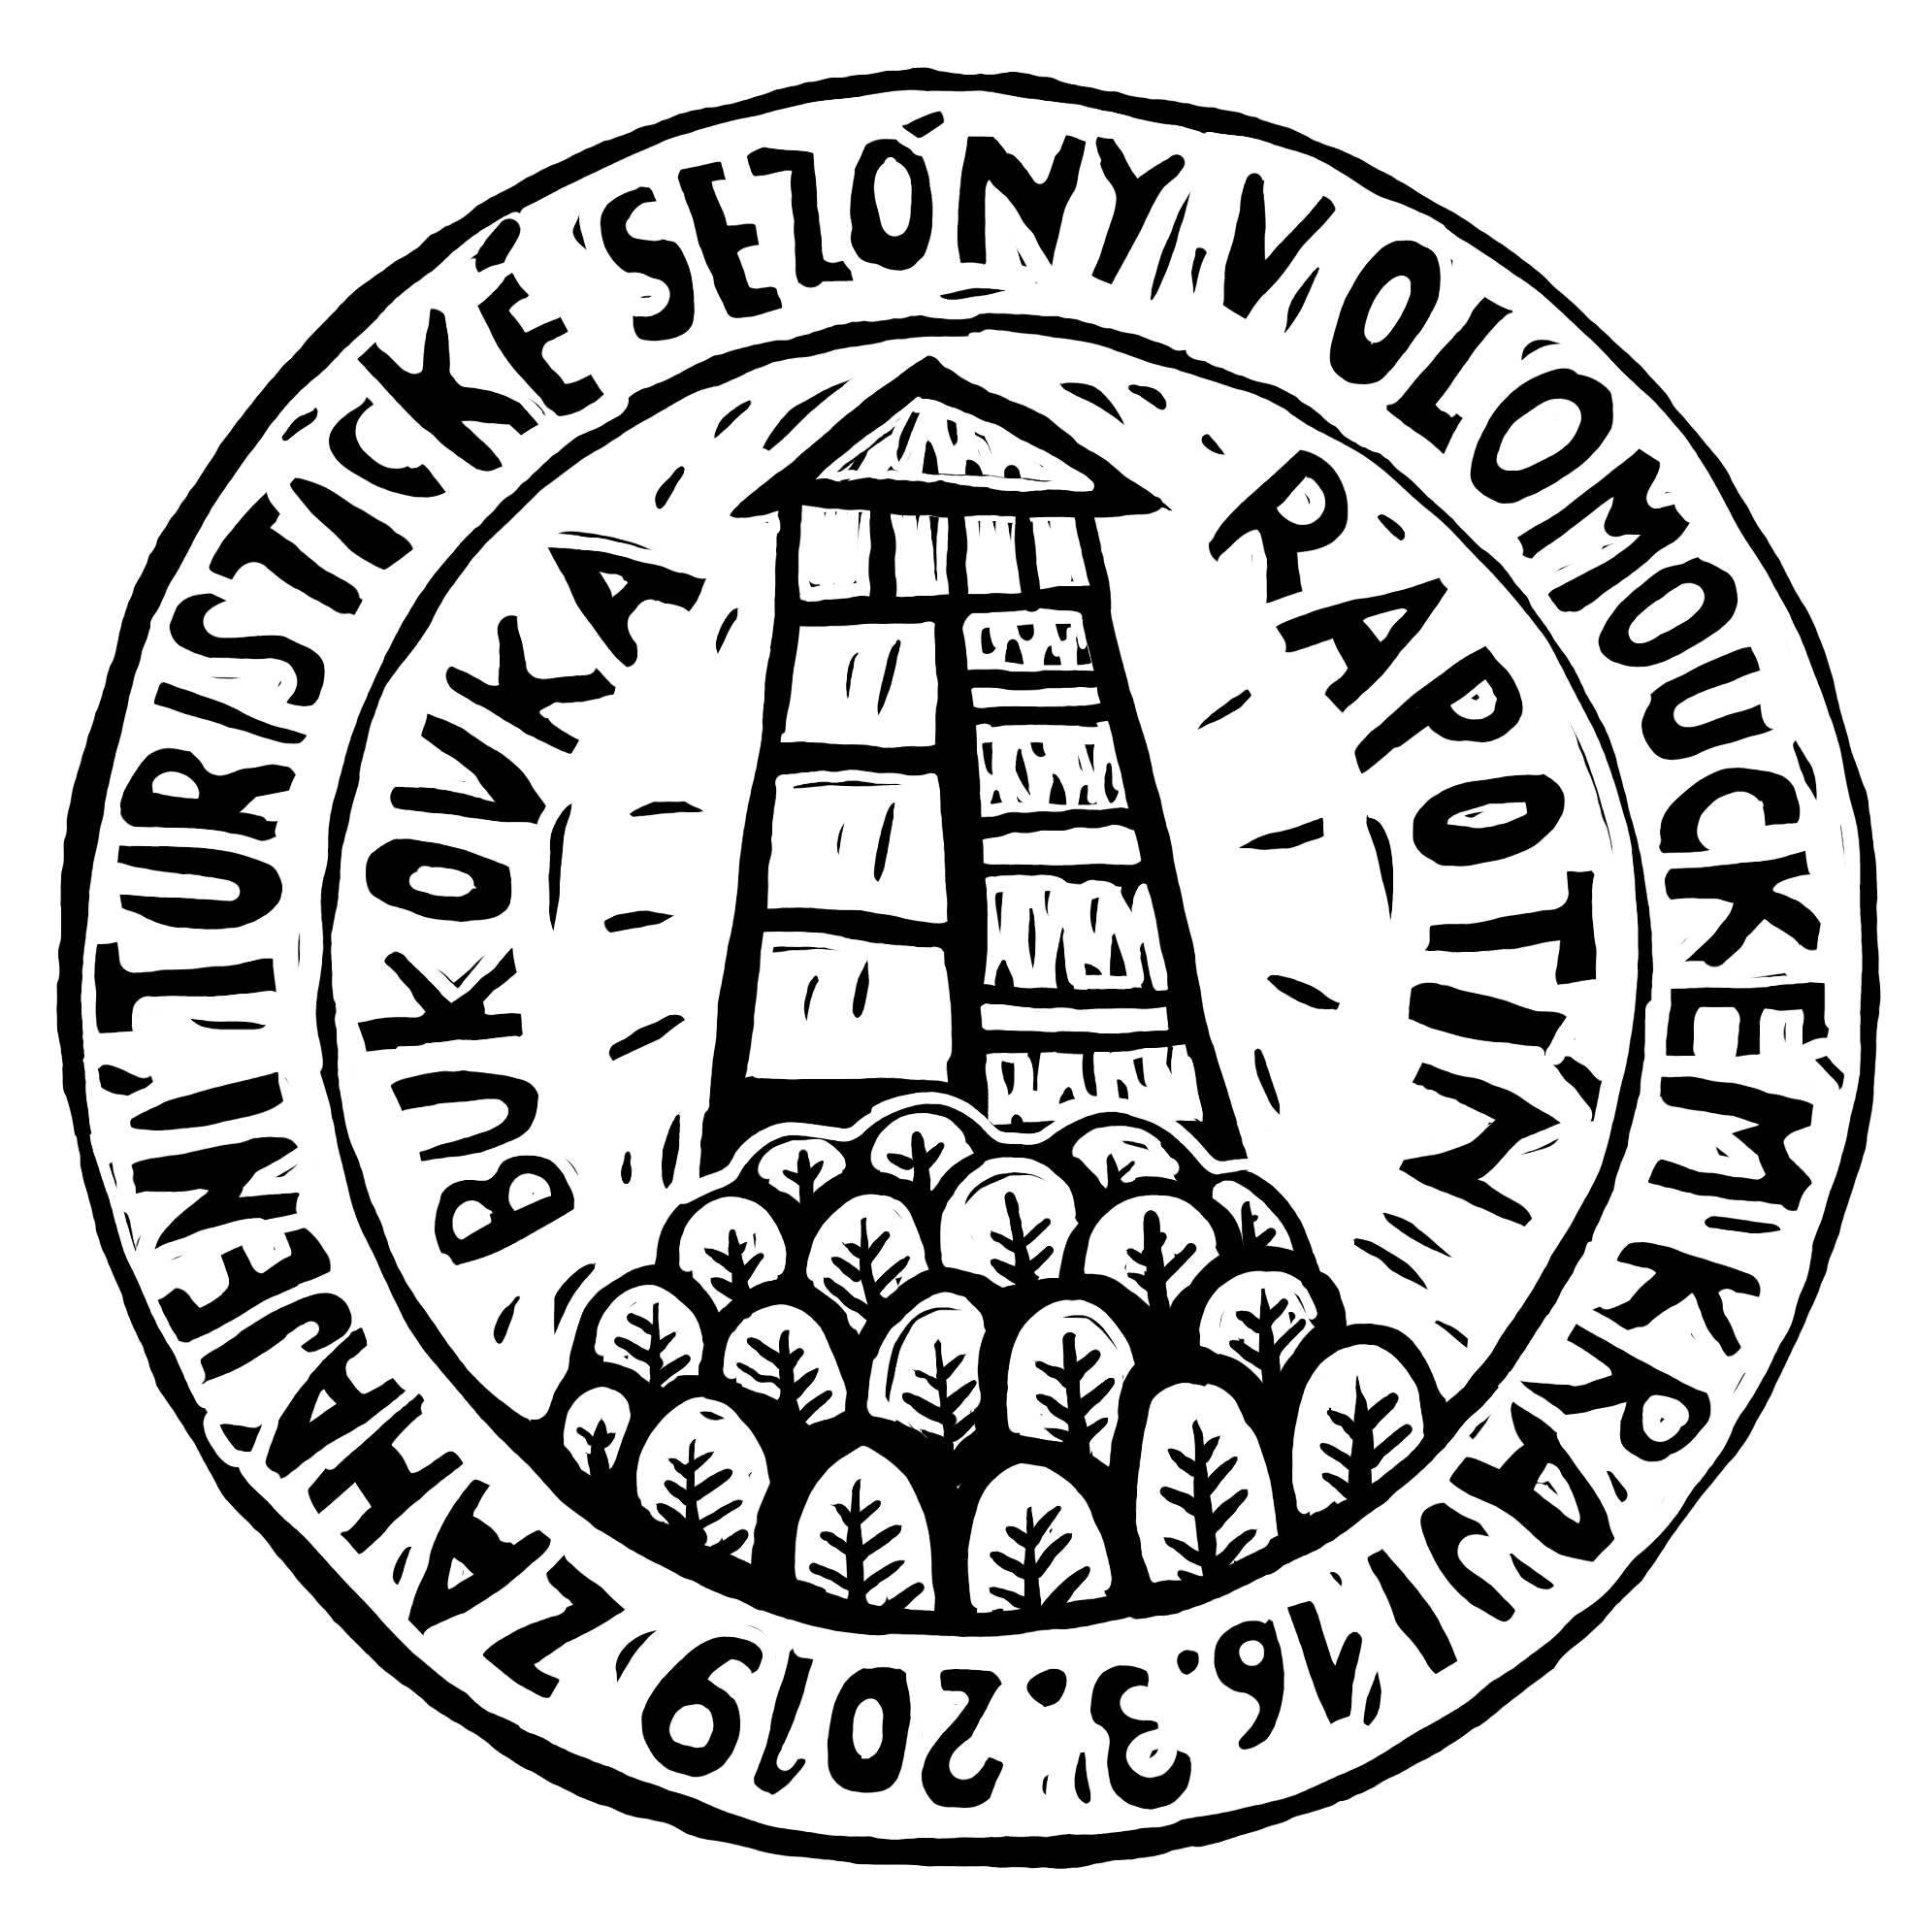 ZAHÁJENÍ TURISTICKÉ SEZÓNY V OLOMOUCKÉM KRAJI 16.3.2019
BUKOVKA
RAPOTÍN